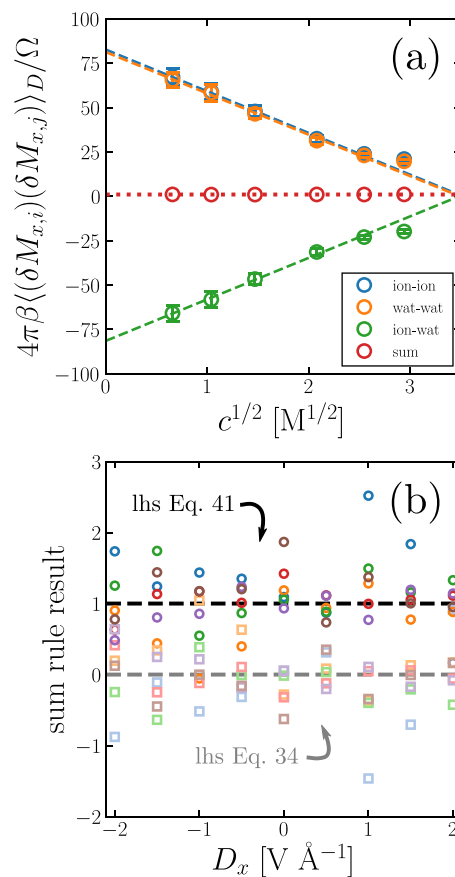 (a)
4πβ⟨(δM_{x,i})(δM_{x,j})⟩_D/Ω
100
75
50
25
0
−25
−50
−75
−100
ion-ion
wat-wat
ion-wat
sum
0 1 2 3
c^{1/2} [M^{1/2}]
(b)
sum rule result
3
2
1
0
−1
−2
lhs Eq. 41
lhs Eq. 34
-2 -1 0 1 2
D_x [V Å^{−1}]